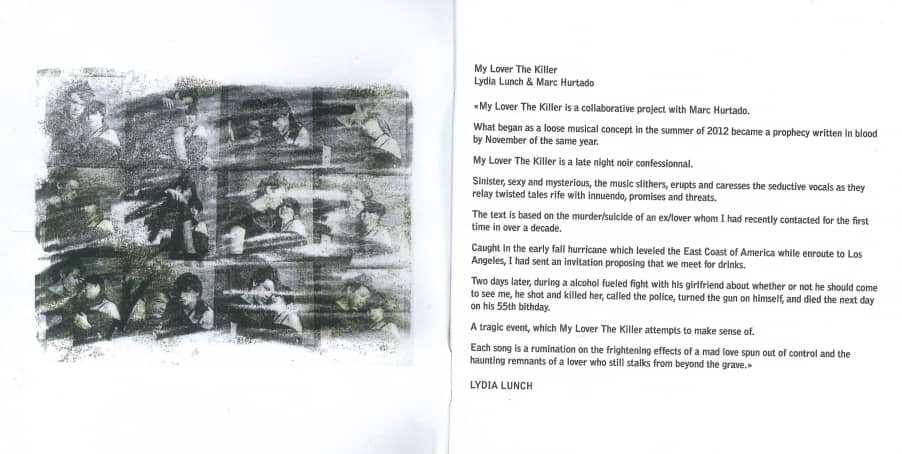 My Lover The Killer
Lydia Lunch & Marc Hurtado
«My Lover The Killer is a collaborative project with Marc Hurtado.
What began as a loose musical concept in the summer of 2012 became a prophecy written in blood
by November of the same year.
My Lover The Killer is a late night noir confessionnal.
Sinister, sexy and mysterious, the music slithers, erupts and caresses the seductive vocals as they
relay twisted tales rife with innuendo, promises and threats.
The text is based on the murder/suicide of an ex/lover whom I had recently contacted for the first
time in over a decade.
Caught in the early fall hurricane which leveled the East Coast of America while enroute to Los
Angeles, I had sent an invitation proposing that we meet for drinks.
Two days later, during a alcohol fueled fight with his girlfriend about whether or not he should come
to see me, he shot and killed her, called the police, turned the gun on himself, and died the next day
on his 55th bithday.
A tragic event, which My Lover The Killer attempts to make sense of.
Each song is a rumination on the frightening effects of a mad love spun out of control and the
haunting remnants of a lover who still stalks from beyond the grave.»
LYDIA LUNCH